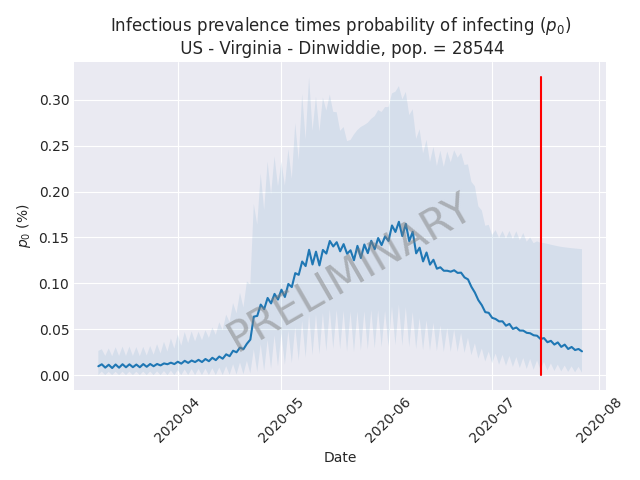 Infectious prevalence times probability of infecting (p0)
US - Virginia - Dinwiddie, pop. = 28544
0.30
0.25
0.20
0.15
0.10
0.05
0.00
p0 (%)
PRELIMINARY
2020-04
2020-05
2020-06
2020-07
2020-08
Date